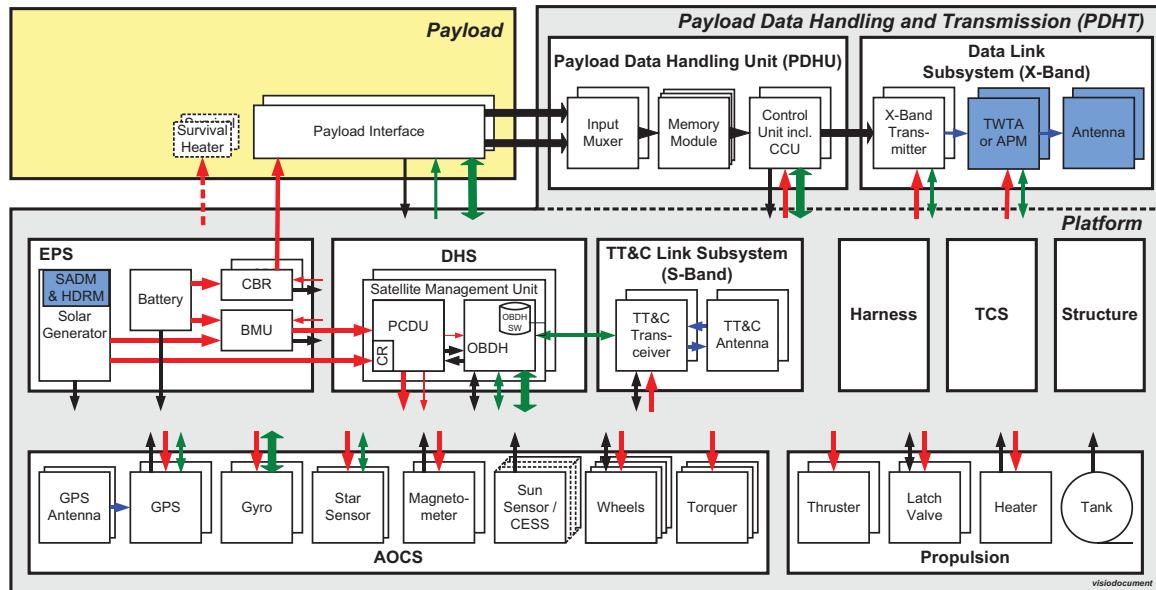 Payload
Survival
Heater
Payload Interface
Payload Data Handling and Transmission (PDHT)
Payload Data Handling Unit (PDHU)
Input
Muxer
Memory
Module
Control
Unit incl.
CCU
Data Link
Subsystem (X-Band)
X-Band
Trans-
mitter
TWTA
or APM
Antenna
Platform
EPS
SADM
& HDRM
Solar
Generator
Battery
CBR
BMU
DHS
Satellite Management Unit
PCDU
CR
OBDH
SW
OBDH
TT&C Link Subsystem
(S-Band)
TT&C
Trans-
ceiver
TT&C
Antenna
Harness
TCS
Structure
GPS
Antenna
GPS
Gyro
Star
Sensor
Magneto-
meter
Sun
Sensor /
CESS
Wheels
Torquer
AOCS
Thruster
Latch
Valve
Heater
Tank
Propulsion
visiodocument